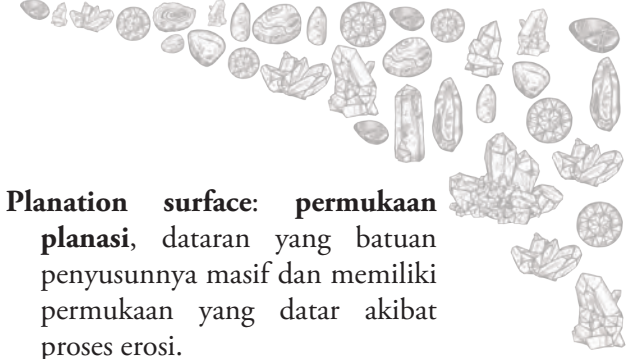 Planation surface: permukaan
planasi, dataran yang batuan
penyusunnya masif dan memiliki
permukaan yang datar akibat
proses erosi.